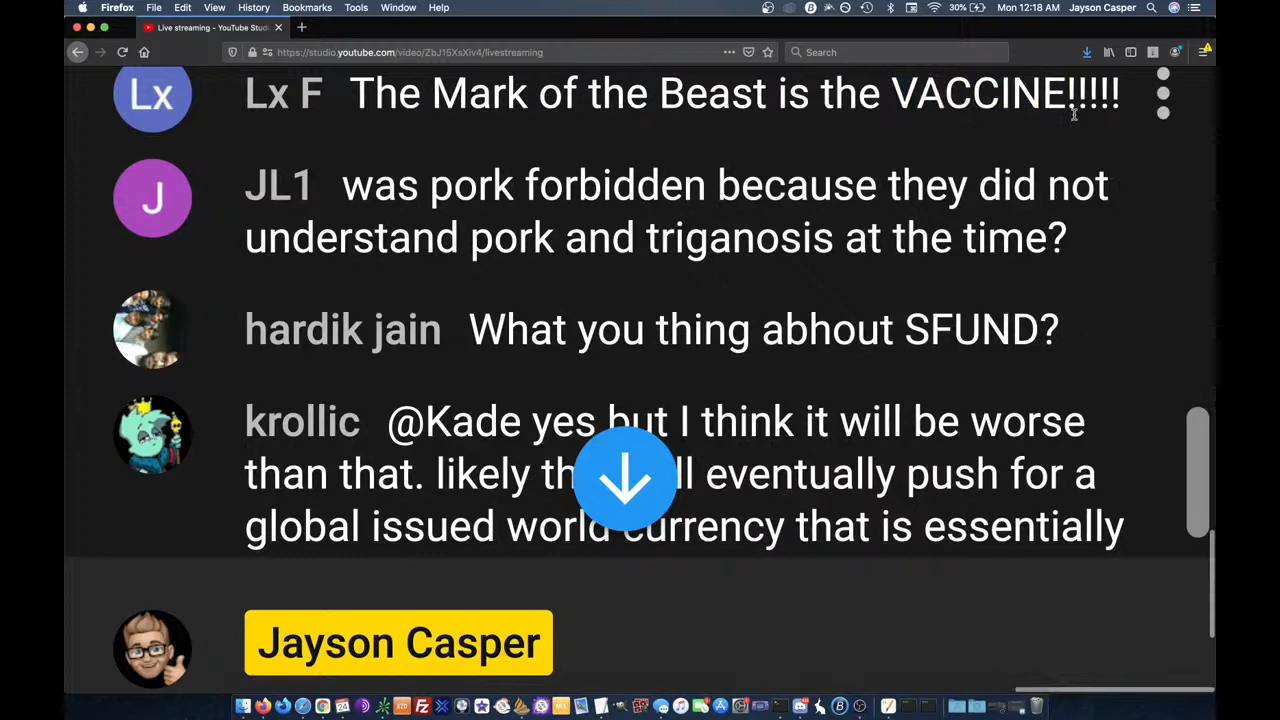 Firefox File Edit View History Bookmarks Tools Window Help 30% Mon 12:18 AM Jayson Casper
Live streaming - YouTube Studi
https://studio.youtube.com/video/ZbJ15XsXiv4/livestreaming Search
Lx Lx F The Mark of the Beast is the VACCINE!!!!!
J JL1 was pork forbidden because they did not
understand pork and triganosis at the time?
hardik jain What you thing abhout SFUND?
krollic @Kade yes but I think it will be worse
than that. likely eventually push for a
global issued world currency that is essentially
Jayson Casper